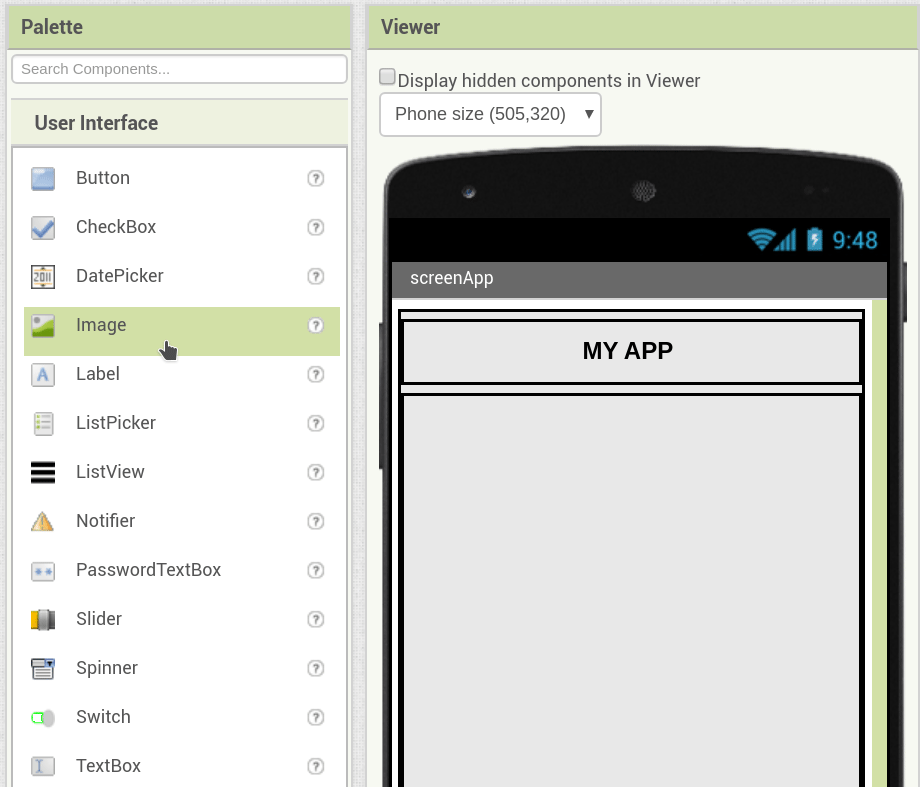 Palette
Search Components...
User Interface
Button ?
CheckBox ?
2011 DatePicker ?
Image ?
A Label ?
ListPicker ?
ListView ?
Notifier ?
PasswordTextBox ?
Slider ?
Spinner ?
Switch ?
TextBox ?
Viewer
Display hidden components in Viewer
Phone size (505,320)
9:48
screenApp
MY APP